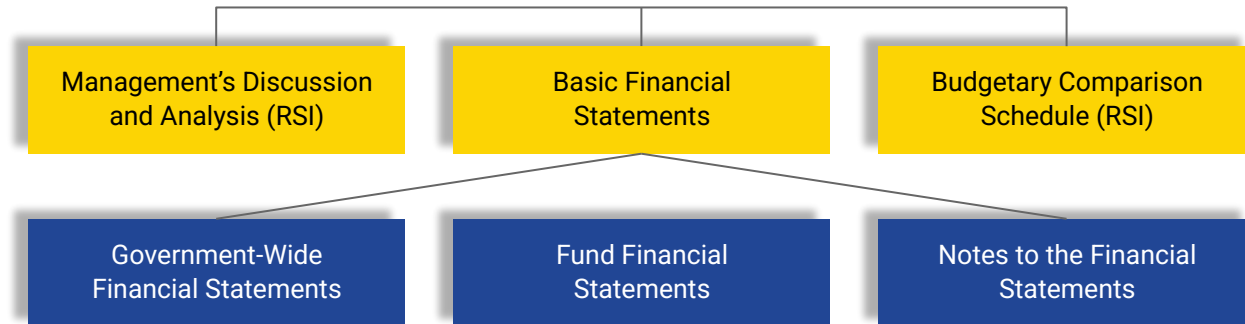 Management’s Discussion
and Analysis (RSI)
Basic Financial
Statements
Budgetary Comparison
Schedule (RSI)
Government-Wide
Financial Statements
Fund Financial
Statements
Notes to the Financial
Statements